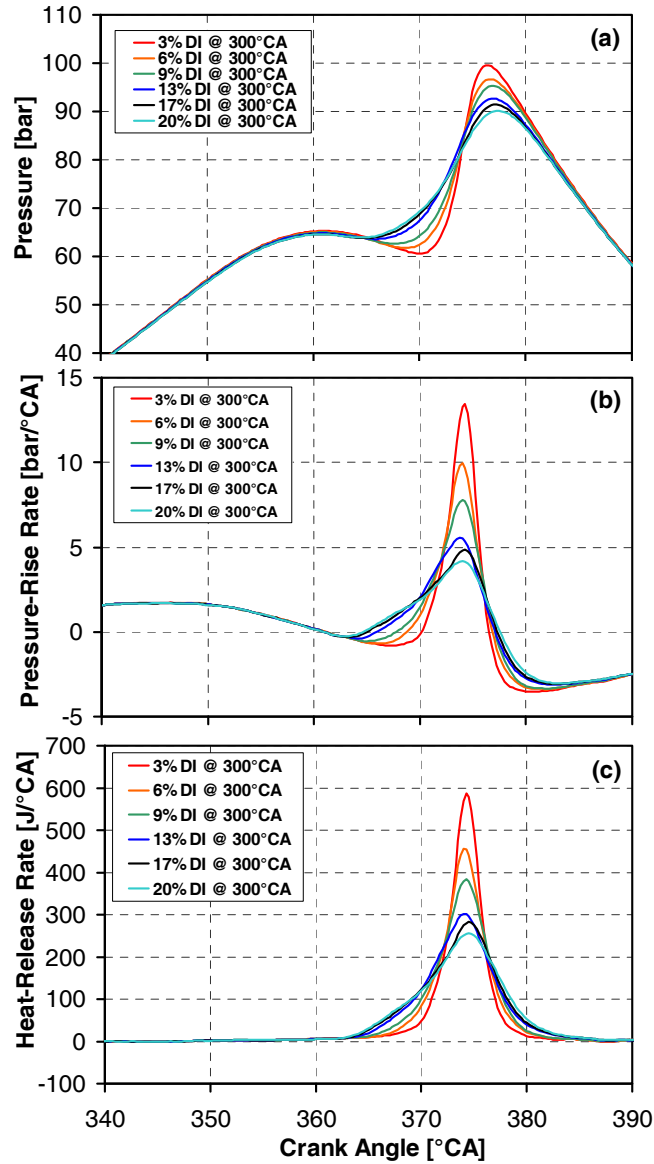 110
100
90
80
70
60
50
40
Pressure [bar]
(a)
3% DI @ 300°CA
6% DI @ 300°CA
9% DI @ 300°CA
13% DI @ 300°CA
17% DI @ 300°CA
20% DI @ 300°CA
15
10
5
0
-5
Pressure-Rise Rate [bar/°CA]
(b)
3% DI @ 300°CA
6% DI @ 300°CA
9% DI @ 300°CA
13% DI @ 300°CA
17% DI @ 300°CA
20% DI @ 300°CA
700
600
500
400
300
200
100
0
-100
Heat-Release Rate [J/°CA]
(c)
3% DI @ 300°CA
6% DI @ 300°CA
9% DI @ 300°CA
13% DI @ 300°CA
17% DI @ 300°CA
20% DI @ 300°CA
340 350 360 370 380 390
Crank Angle [°CA]